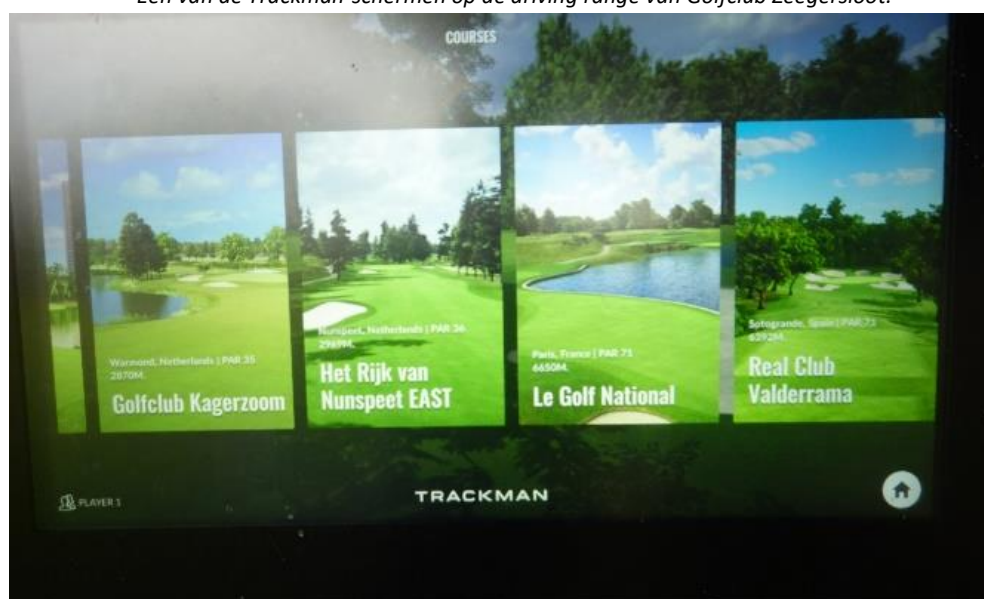 Een van de Trackman-schermen op de driving range van Golfclub Zeegersloot.
COURSES
Warmond, Netherlands | PAR 35
2870M.
Golfclub Kagerzoom
Nunspeet, Netherlands | PAR 36
Het Rijk van
Nunspeet EAST
Paris, France | PAR 71
6650M.
Le Golf National
Sotogrande, Spain | PAR 71
6392M.
Real Club
Valderrama
PLAYER 1
TRACKMAN